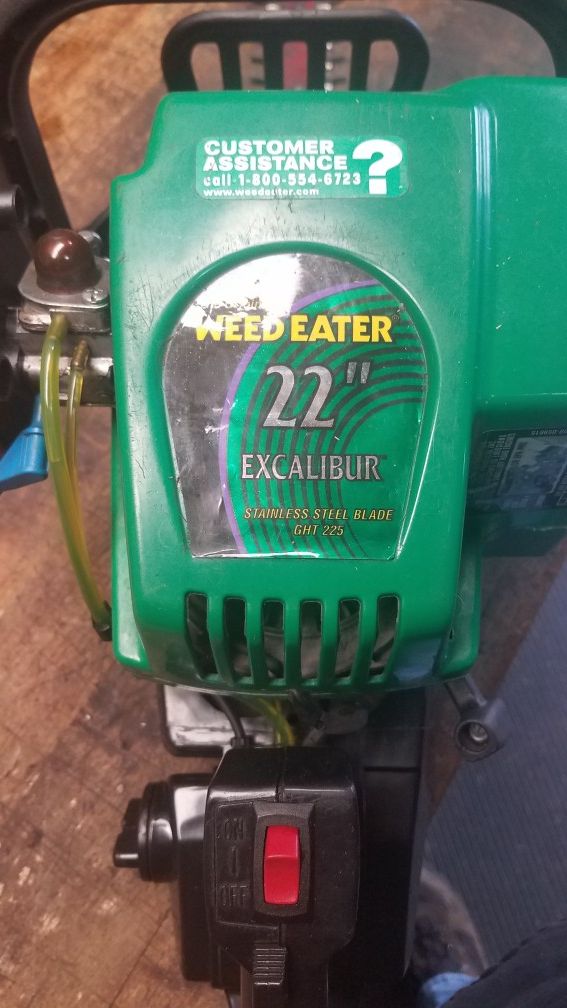 CUSTOMER
ASSISTANCE ?
call 1-800-554-6723
www.weedeater.com
WEED EATER®
22"
EXCALIBUR™
STAINLESS STEEL BLADE
GHT 225
ON
OFF